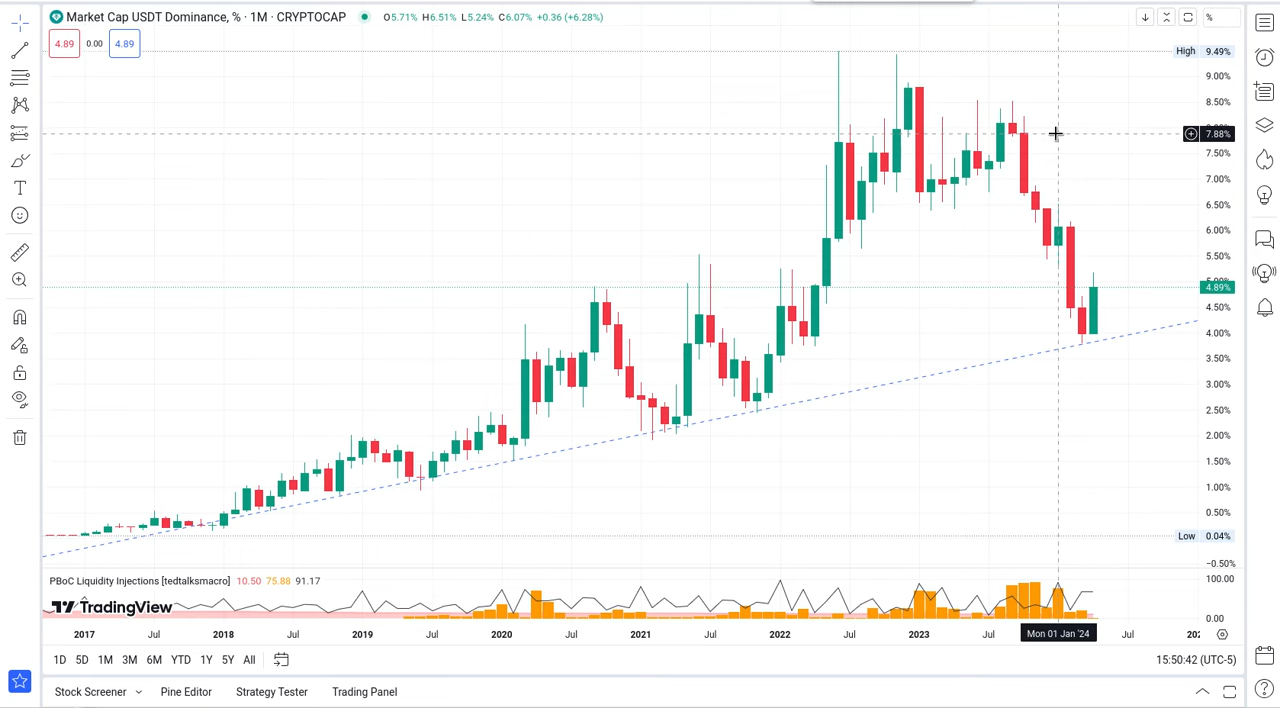 Market Cap USDT Dominance, % · 1M · CRYPTOCAP O5.71% H6.51% L5.24% C6.07% +0.36 (+6.28%)
%
4.89 0.00 4.89
High 9.49%
9.00%
8.50%
7.88%
7.50%
7.00%
6.50%
6.00%
5.50%
4.89%
4.50%
4.00%
3.50%
3.00%
2.50%
2.00%
1.50%
1.00%
0.50%
Low 0.04%
−0.50%
PBoC Liquidity Injections [tedtalksmacro] 10.50 75.88 91.17
100.00
TradingView
0.00
2017 Jul 2018 Jul 2019 Jul 2020 Jul 2021 Jul 2022 Jul 2023 Jul Mon 01 Jan '24 Jul
1D 5D 1M 3M 6M YTD 1Y 5Y All
15:50:42 (UTC-5)
Stock Screener Pine Editor Strategy Tester Trading Panel